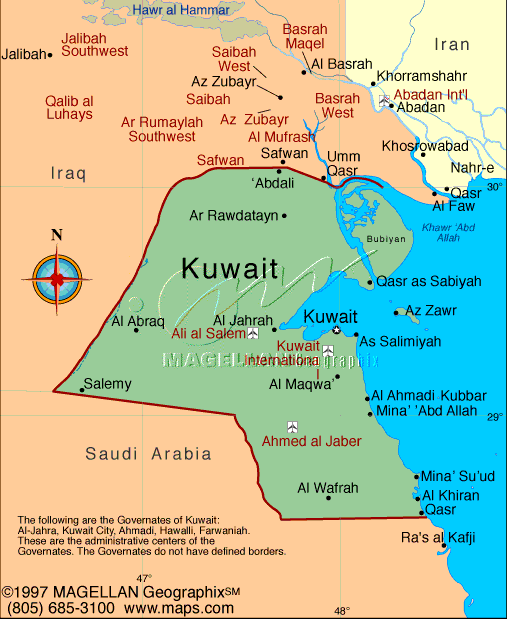 Hawr al Hammar
Jalibah
Southwest
Jalibah
Basrah
Maqel
Saibah
West
Al Basrah
Iran
Az Zubayr
Khorramshahr
Abadan Int'l
Abadan
Qalib al
Luhays
Saibah
Basrah
West
Ar Rumaylah
Southwest
Az Zubayr
Al Mufrash
Khosrowabad
Safwan
Safwan
Umm
Qasr
Nahr-e
Qasr
Iraq
'Abdali
30°
Al Faw
Ar Rawdatayn
Khawr 'Abd
Allah
Bubiyan
N
Kuwait
Qasr as Sabiyah
Az Zawr
Al Abraq
Ali al Salem
Al Jahrah
Kuwait
As Salimiyah
Kuwait
International
MAGELLAN Geographix
Salemy
Al Maqwa'
Al Ahmadi Kubbar
Mina' 'Abd Allah
29°
Ahmed al Jaber
Saudi Arabia
Mina' Su'ud
Al Wafrah
Al Khiran
Qasr
The following are the Governates of Kuwait:
Al-Jahra, Kuwait City, Ahmadi, Hawalli, Farwaniah.
These are the administrative centers of the
Governates. The Governates do not have defined borders.
Ra's al Kafji
47°
48
©1997 MAGELLAN Geographix℠
(805) 685-3100 www.maps.com